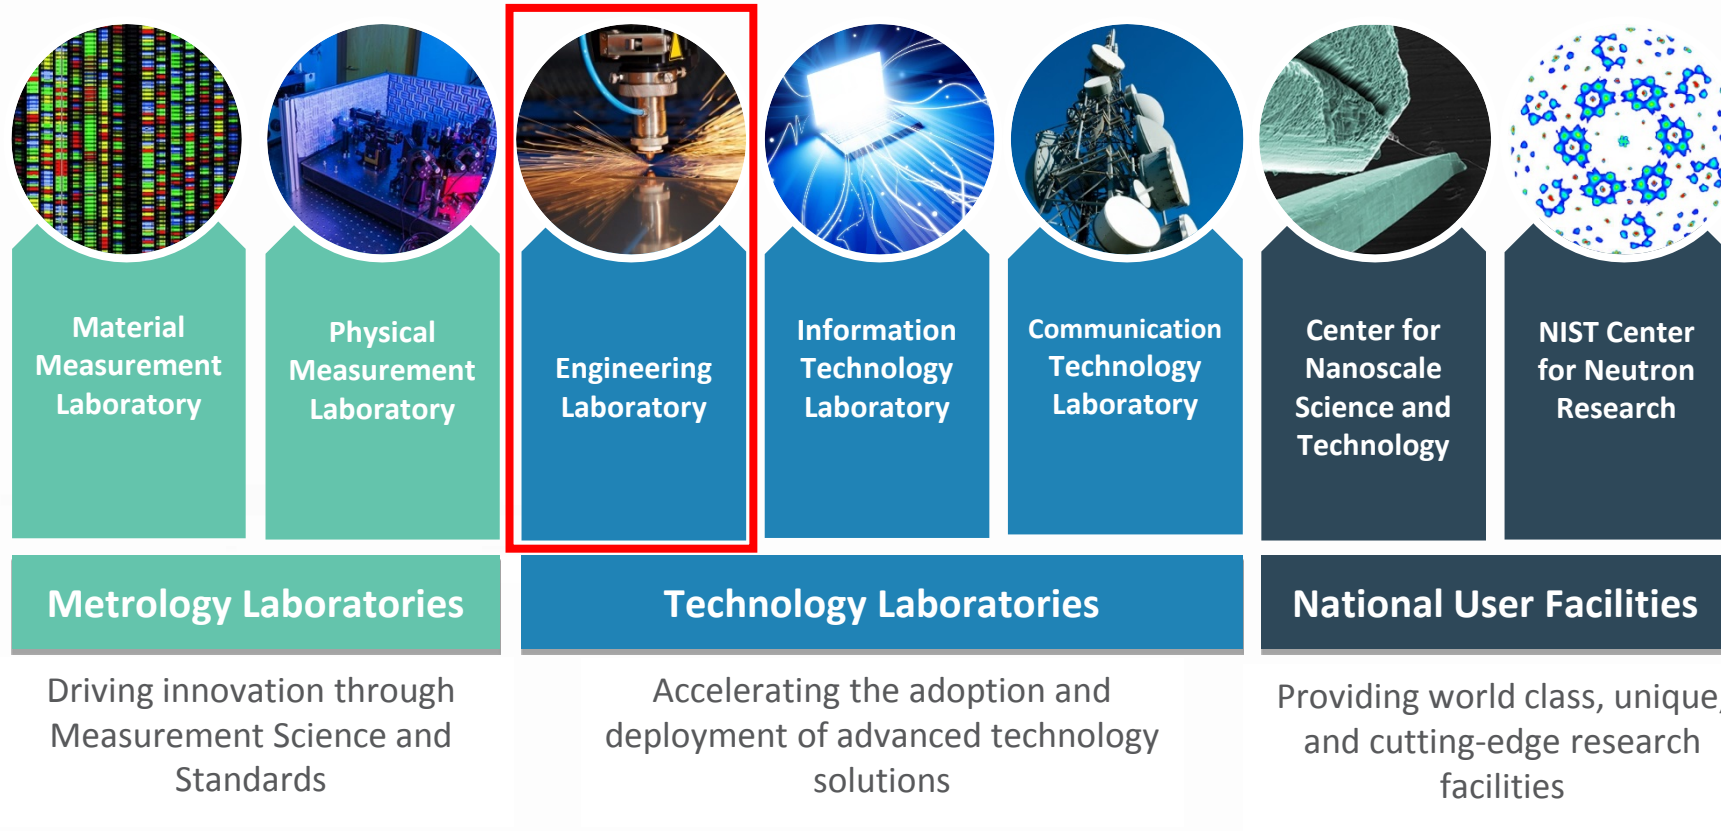 Material
Measurement
Laboratory
Physical
Measurement
Laboratory
Engineering
Laboratory
Information
Technology
Laboratory
Communication
Technology
Laboratory
Center for
Nanoscale
Science and
Technology
NIST Center
for Neutron
Research
Metrology Laboratories
Technology Laboratories
National User Facilities
Driving innovation through
Measurement Science and
Standards
Accelerating the adoption and
deployment of advanced technology
solutions
Providing world class, unique,
and cutting-edge research
facilities